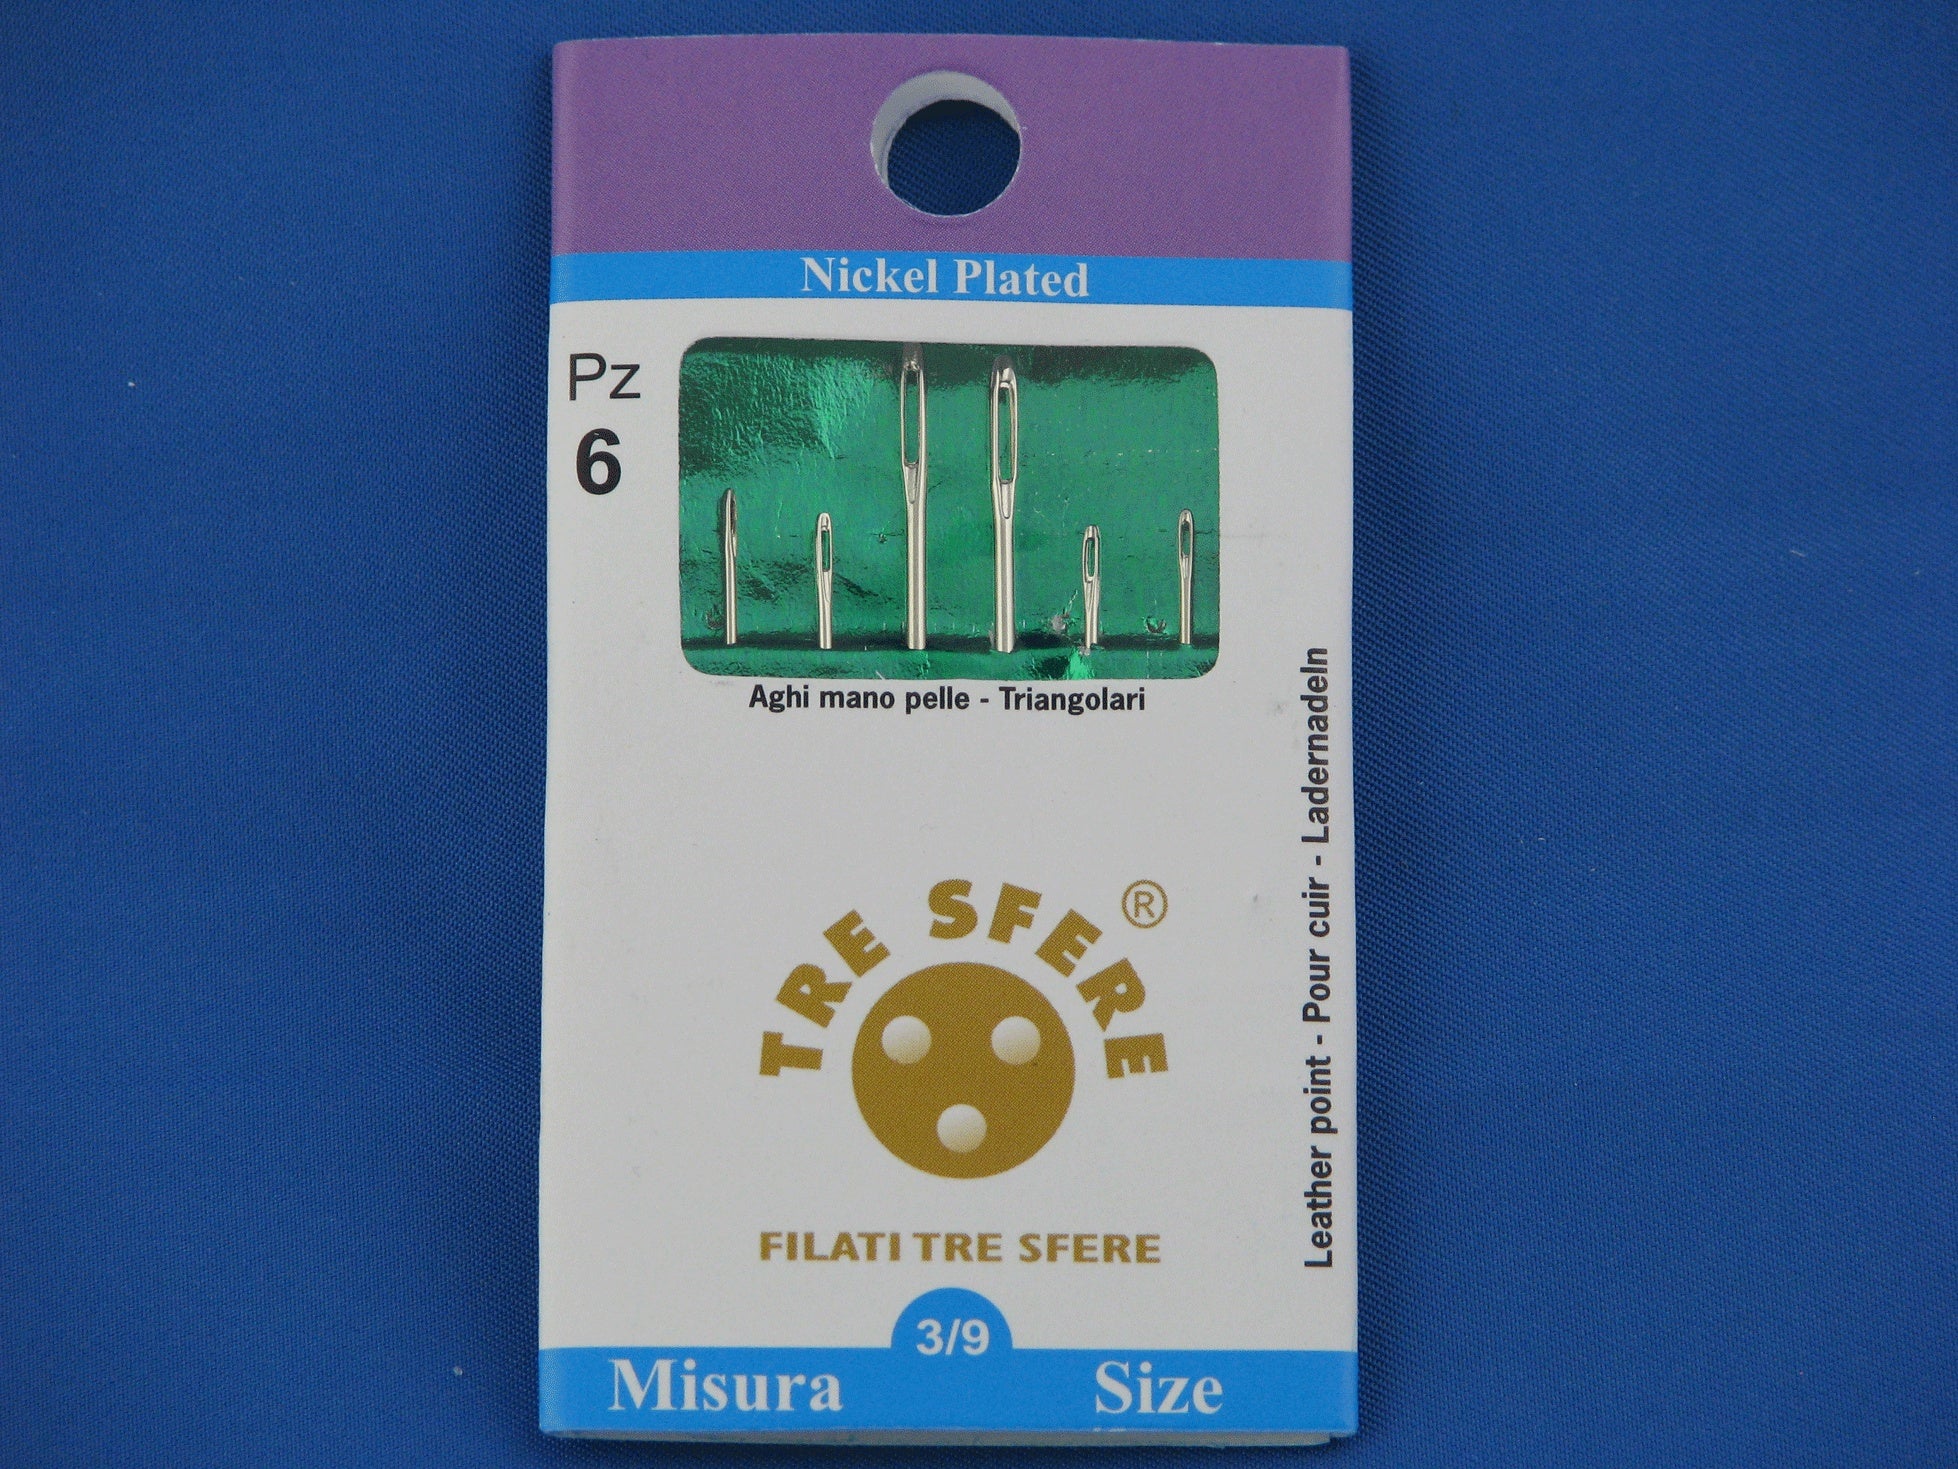 Nickel Plated
Pz
6
Aghi mano pelle - Triangolari
Leather point - Pour cuir - Ladernadeln
TRE SFERE ®
FILATI TRE SFERE
3/9
Misura Size